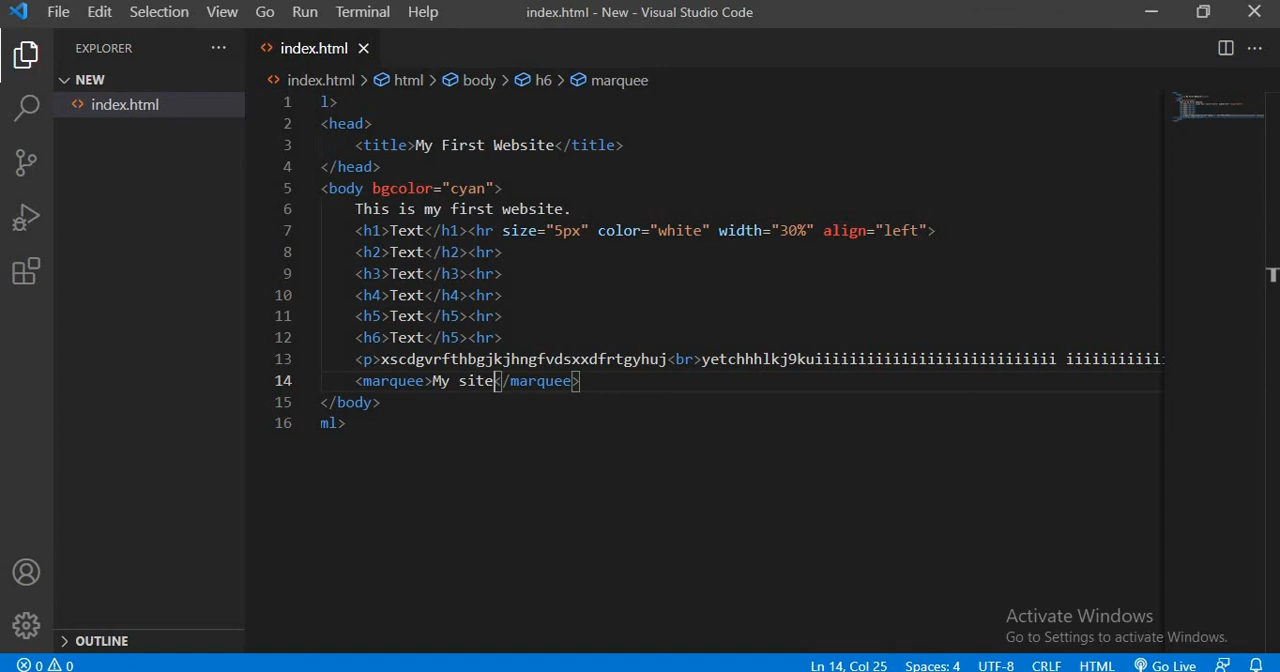 File Edit Selection View Go Run Terminal Help index.html - New - Visual Studio Code
EXPLORER ··· <> index.html ×
NEW
<> index.html
index.html > html > body > h6 > marquee
1 l>
2 <head>
3 <title>My First Website</title>
4 </head>
5 <body bgcolor="cyan">
6 This is my first website.
7 <h1>Text</h1><hr size="5px" color="white" width="30%" align="left">
8 <h2>Text</h2><hr>
9 <h3>Text</h3><hr>
10 <h4>Text</h4><hr>
11 <h5>Text</h5><hr>
12 <h6>Text</h5><hr>
13 <p>xscdgvrfthbgjkjhngfvdsxxdfrtgyhuj<br>yetchhhlkj9kuiiiiiiiiiiiiiiiiiiiiiiiiiiii iiiiiiiiiiii
14 <marquee>My site</marquee>
15 </body>
16 ml>
Activate Windows
Go to Settings to activate Windows.
OUTLINE
0 0 Ln 14, Col 25 Spaces: 4 UTF-8 CRLF HTML Go Live